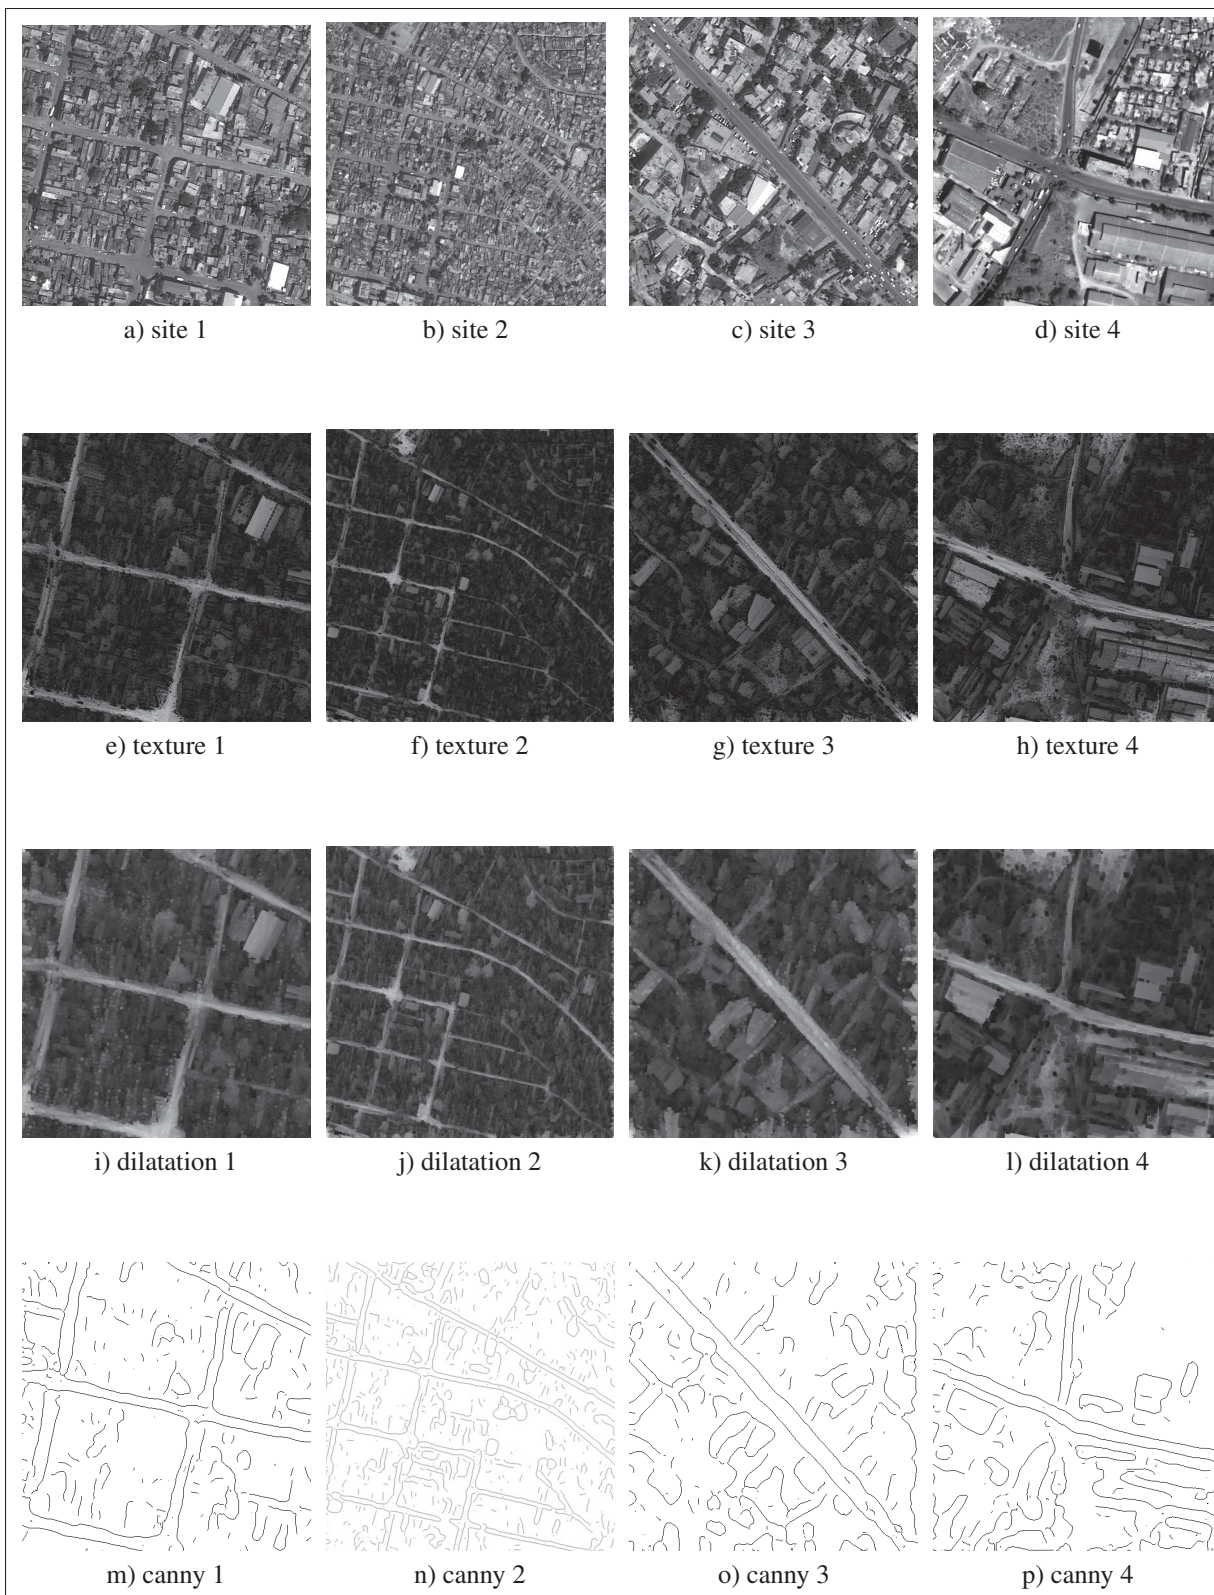 a) site 1
b) site 2
c) site 3
d) site 4
e) texture 1
f) texture 2
g) texture 3
h) texture 4
i) dilatation 1
j) dilatation 2
k) dilatation 3
l) dilatation 4
m) canny 1
n) canny 2
o) canny 3
p) canny 4